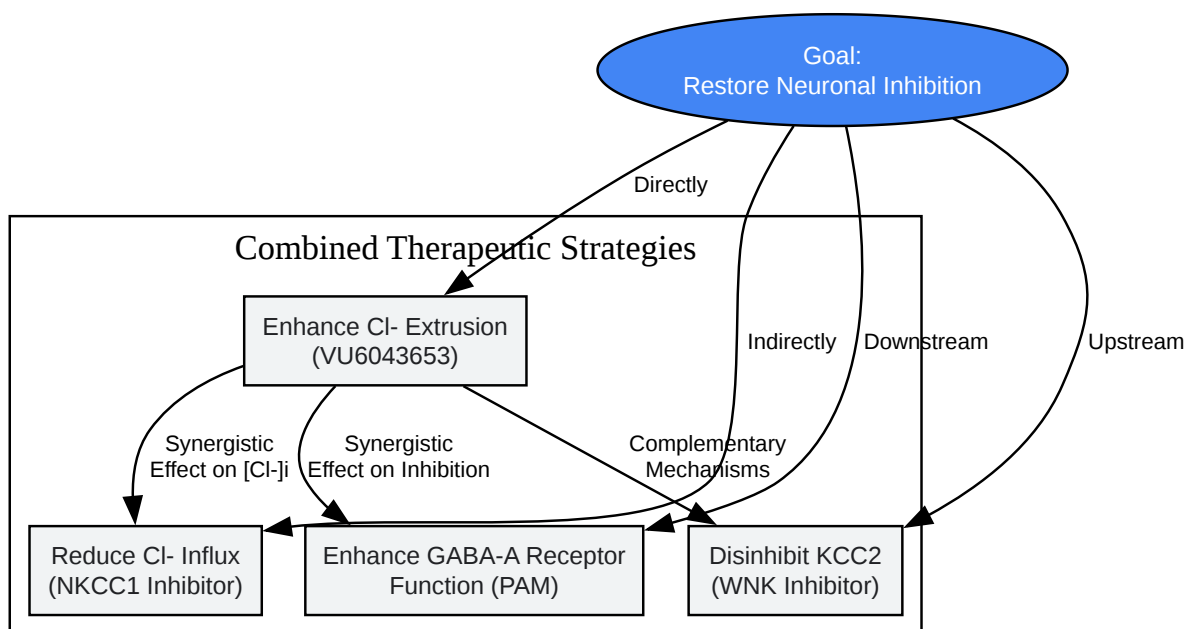 Goal:
Restore Neuronal Inhibition
Directly
Combined Therapeutic Strategies
Enhance Cl- Extrusion
(VU6043653)
Indirectly
Downstream
Upstream
Synergistic
Effect on [Cl-]i
Synergistic
Effect on Inhibition
Complementary
Mechanisms
Reduce Cl- Influx
(NKCC1 Inhibitor)
Enhance GABA-A Receptor
Function (PAM)
Disinhibit KCC2
(WNK Inhibitor)